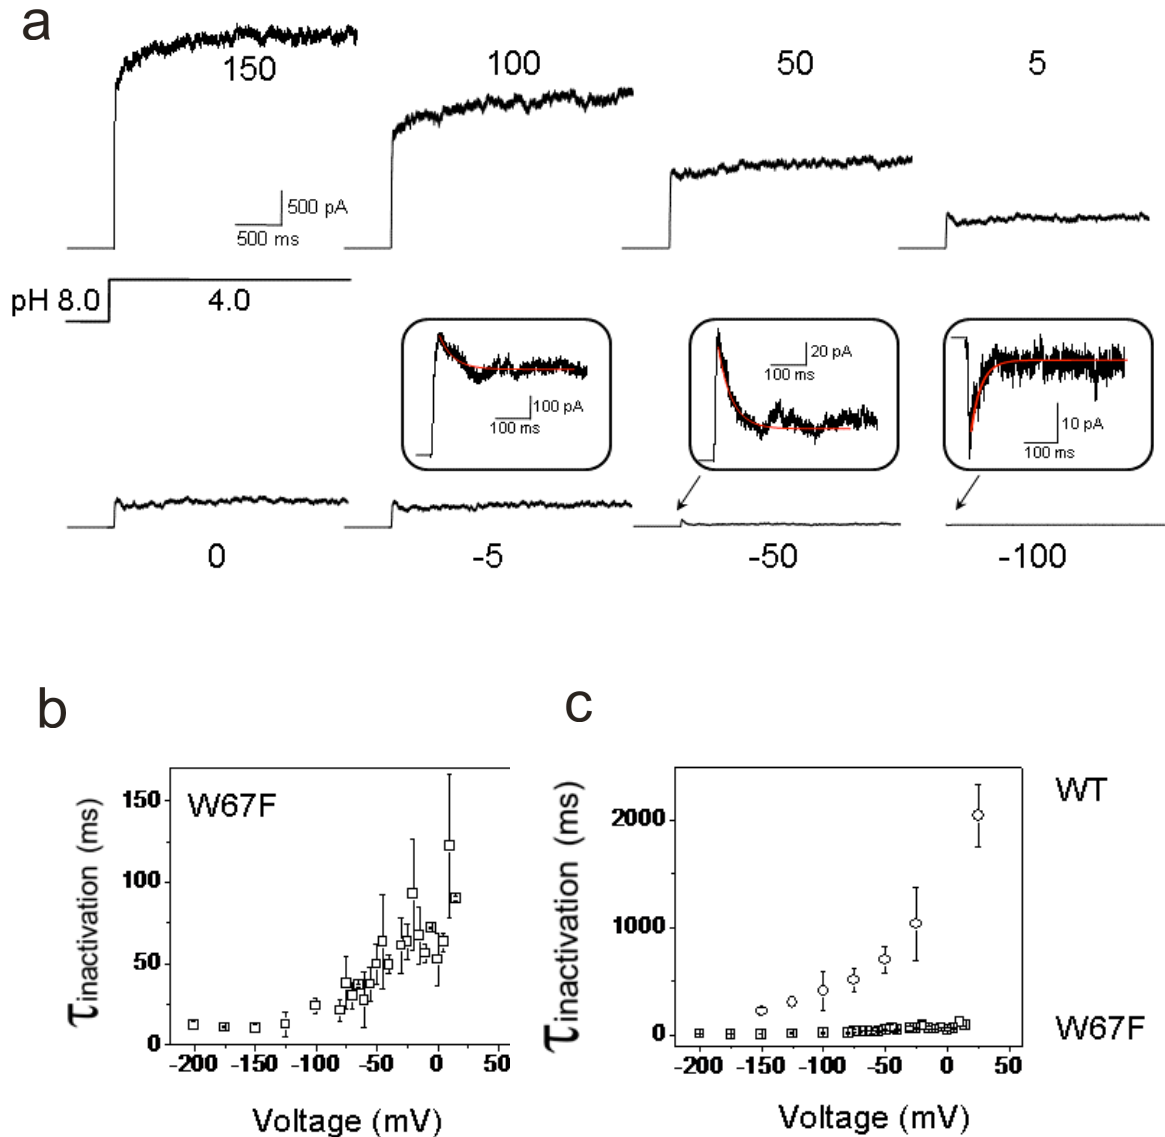 a
150
100
50
5
500 pA
500 ms
pH 8.0
4.0
100 pA
100 ms
20 pA
100 ms
10 pA
100 ms
0
-5
-50
-100
b
c
W67F
150
100
50
0
τinactivation (ms)
-200 -150 -100 -50 0 50
Voltage (mV)
2000
1000
0
τinactivation (ms)
-200 -150 -100 -50 0 50
Voltage (mV)
WT
W67F